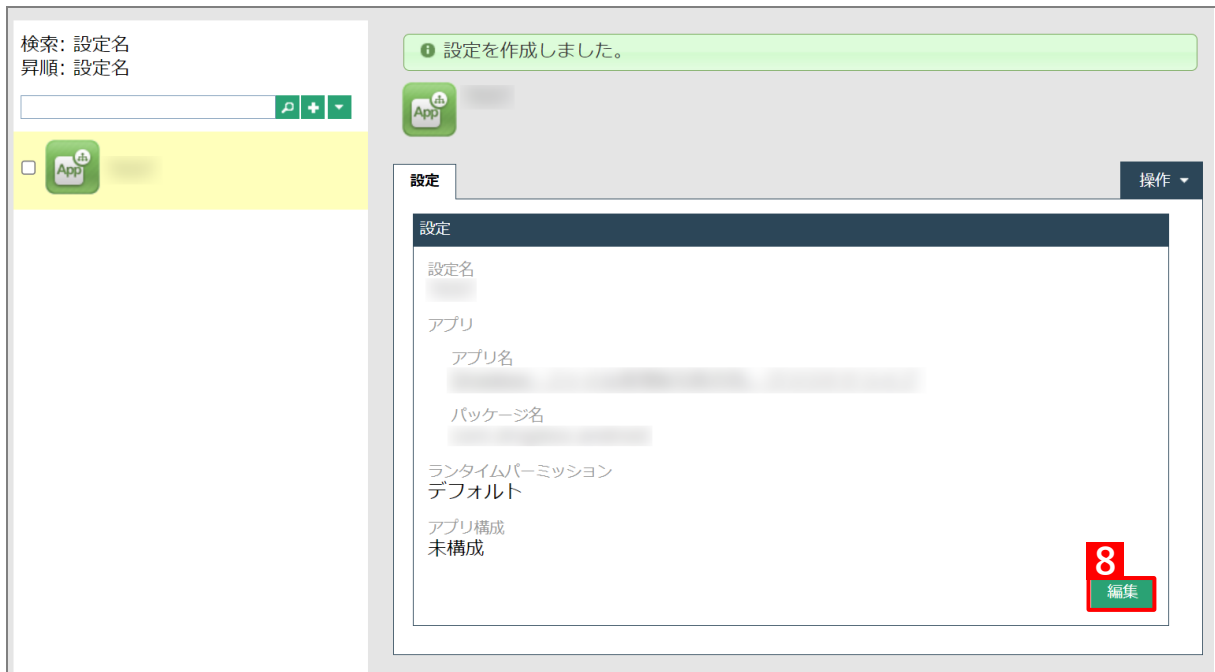 検索: 設定名
昇順: 設定名
App
設定を作成しました。
App
設定
操作
設定
設定名
アプリ
アプリ名
パッケージ名
ランタイムパーミッション
デフォルト
アプリ構成
未構成
8
編集